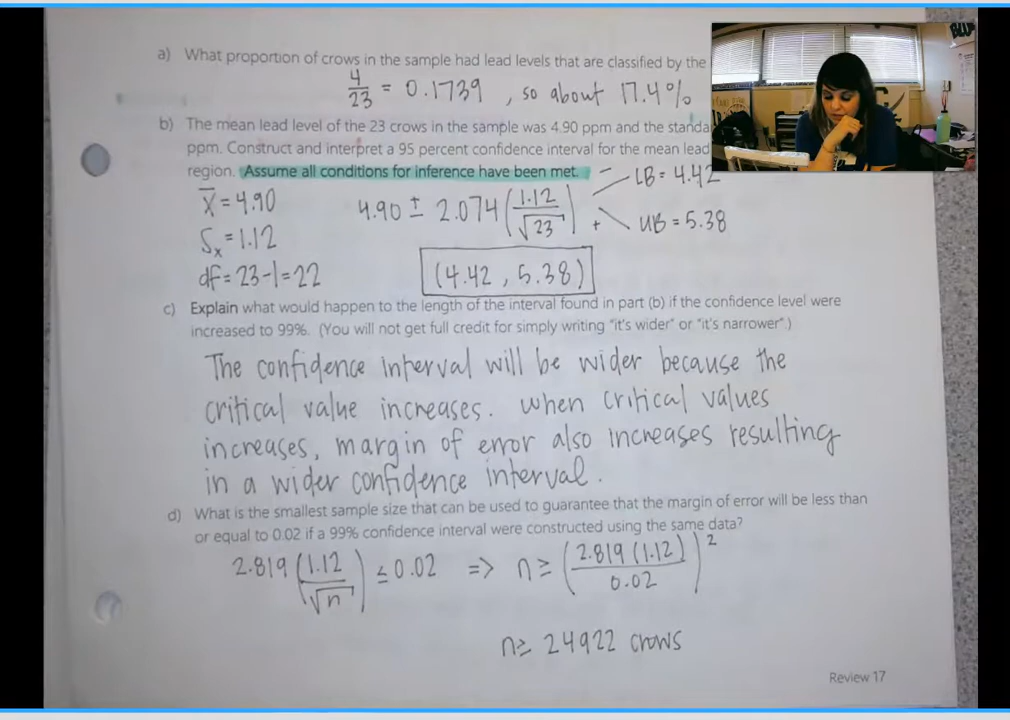 a) What proportion of crows in the sample had lead levels that are classified by the
4/23 = 0.1739 , so about 17.4%
b) The mean lead level of the 23 crows in the sample was 4.90 ppm and the
ppm. Construct and interpret a 95 percent confidence interval for the mean lead
region. Assume all conditions for inference have been met.
x̄ = 4.90
Sx = 1.12
df = 23-1 = 22
4.90 ± 2.074 (1.12/√23)
- LB = 4.42
+ UB = 5.38
(4.42 , 5.38)
c) Explain what would happen to the length of the interval found in part (b) if the confidence level were
increased to 99%. (You will not get full credit for simply writing "it's wider" or "it's narrower".)
The confidence interval will be wider because the
critical value increases. when critical values
increases, margin of error also increases resulting
in a wider confidence interval.
d) What is the smallest sample size that can be used to guarantee that the margin of error will be less than
or equal to 0.02 if a 99% confidence interval were constructed using the same data?
2.819 (1.12/√n) ≤ 0.02 => n ≥ (2.819 (1.12)/0.02)²
n ≥ 24922 crows
Review 17